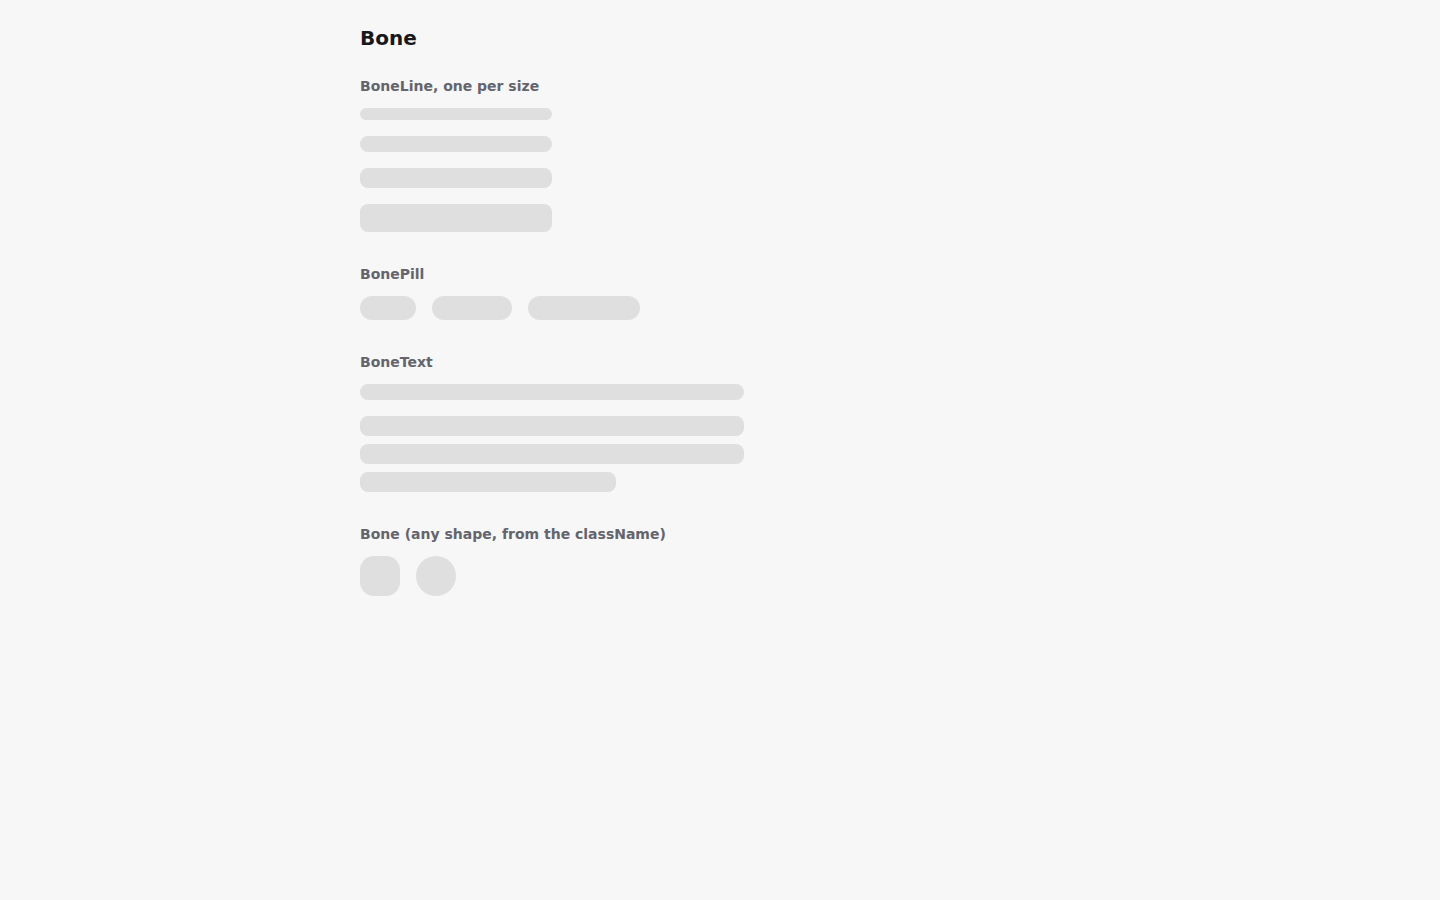 Bone
BoneLine, one per size
BonePill
BoneText
Bone (any shape, from the className)